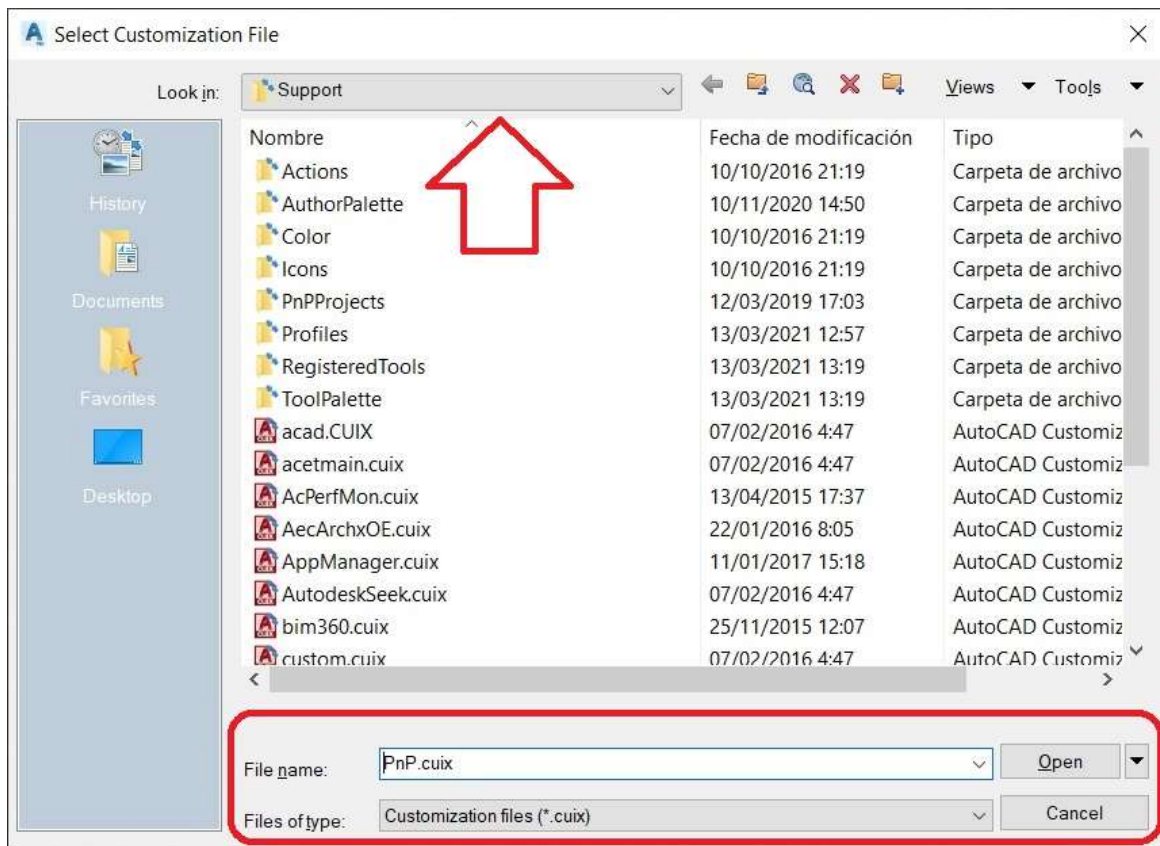 Select Customization File
Look in: Support Views Tools
Nombre Fecha de modificación Tipo
Actions 10/10/2016 21:19 Carpeta de archivo
AuthorPalette 10/11/2020 14:50 Carpeta de archivo
Color 10/10/2016 21:19 Carpeta de archivo
Icons 10/10/2016 21:19 Carpeta de archivo
PnPProjects 12/03/2019 17:03 Carpeta de archivo
Profiles 13/03/2021 12:57 Carpeta de archivo
RegisteredTools 13/03/2021 13:19 Carpeta de archivo
ToolPalette 13/03/2021 13:19 Carpeta de archivo
acad.CUIX 07/02/2016 4:47 AutoCAD Customiz
acetmain.cuix 07/02/2016 4:47 AutoCAD Customiz
AcPerfMon.cuix 13/04/2015 17:37 AutoCAD Customiz
AecArchxOE.cuix 22/01/2016 8:05 AutoCAD Customiz
AppManager.cuix 11/01/2017 15:18 AutoCAD Customiz
AutodeskSeek.cuix 07/02/2016 4:47 AutoCAD Customiz
bim360.cuix 25/11/2015 12:07 AutoCAD Customiz
custom.cuix 07/02/2016 4:47 AutoCAD Customiz
History
Documents
Favorites
Desktop
File name: PnP.cuix Open
Files of type: Customization files (*.cuix) Cancel